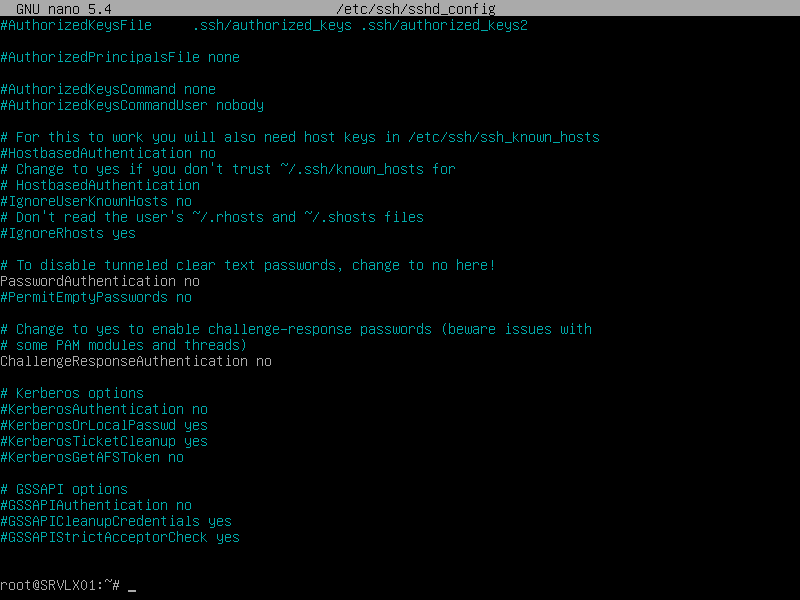 GNU nano 5.4 /etc/ssh/sshd_config
#AuthorizedKeysFile .ssh/authorized_keys .ssh/authorized_keys2
#AuthorizedPrincipalsFile none
#AuthorizedKeysCommand none
#AuthorizedKeysCommandUser nobody
# For this to work you will also need host keys in /etc/ssh/ssh_known_hosts
#HostbasedAuthentication no
# Change to yes if you don't trust ~/.ssh/known_hosts for
# HostbasedAuthentication
#IgnoreUserKnownHosts no
# Don't read the user's ~/.rhosts and ~/.shosts files
#IgnoreRhosts yes
# To disable tunneled clear text passwords, change to no here!
PasswordAuthentication no
#PermitEmptyPasswords no
# Change to yes to enable challenge-response passwords (beware issues with
# some PAM modules and threads)
ChallengeResponseAuthentication no
# Kerberos options
#KerberosAuthentication no
#KerberosOrLocalPasswd yes
#KerberosTicketCleanup yes
#KerberosGetAFSToken no
# GSSAPI options
#GSSAPIAuthentication no
#GSSAPICleanupCredentials yes
#GSSAPIStrictAcceptorCheck yes
root@SRVLX01:~# _